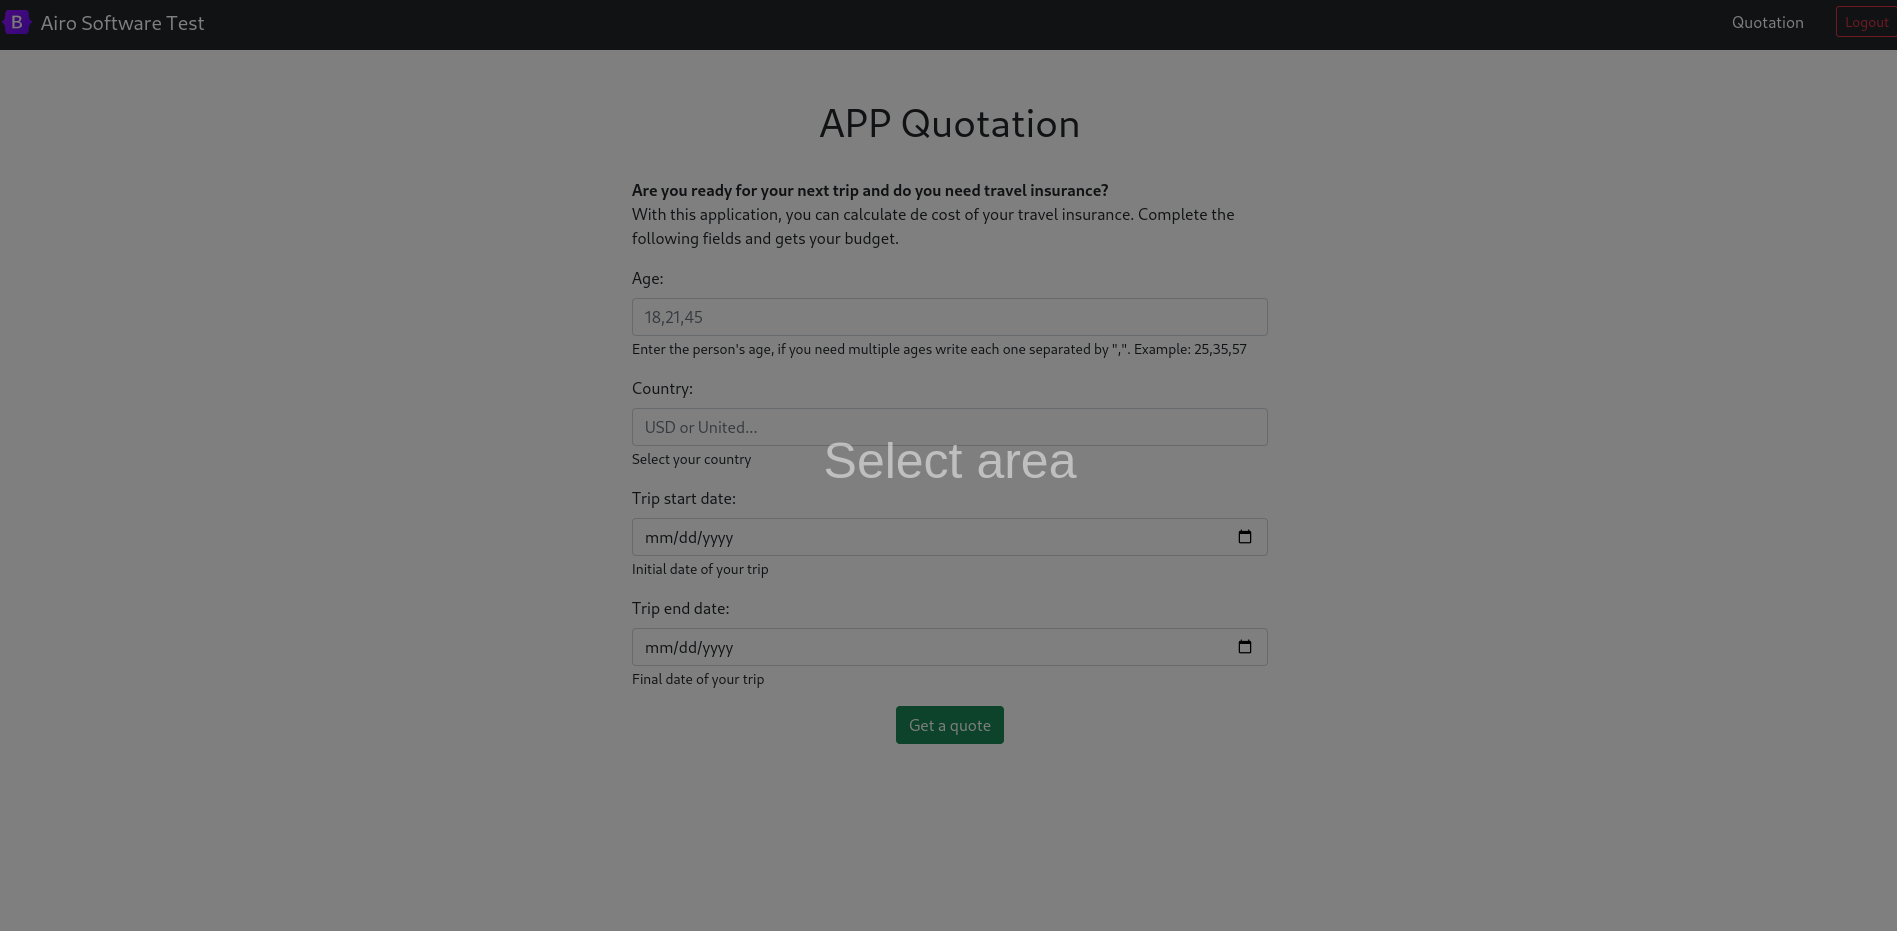 B Airo Software Test
Quotation
Logout
APP Quotation
Are you ready for your next trip and do you need travel insurance?
With this application, you can calculate de cost of your travel insurance. Complete the
following fields and gets your budget.
Age:
18,21,45
Enter the person's age, if you need multiple ages write each one separated by ",". Example: 25,35,57
Country:
USD or United...
Select your country
Select area
Trip start date:
mm/dd/yyyy
Initial date of your trip
Trip end date:
mm/dd/yyyy
Final date of your trip
Get a quote